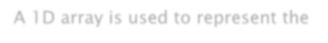 A 1D array is used to represent the